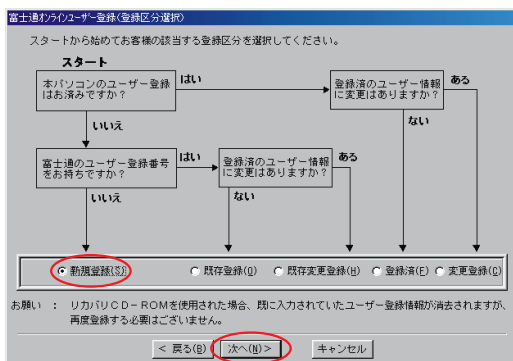 富士通オンラインユーザー登録(登録区分選択)
スタートから始めてお客様の該当する登録区分を選択してください。
スタート
本パソコンのユーザー登録
はお済みですか?
はい
登録済のユーザー情報
に変更はありますか?
ある
いいえ
ない
富士通のユーザー登録番号
をお持ちですか?
はい
登録済のユーザー情報
に変更はありますか?
ある
いいえ
ない
新規登録(S)
既存登録(O)
既存変更登録(H)
登録済(F)
変更登録(C)
お願い : リカバリCD-ROMを使用された場合、既に入力されていたユーザー登録情報が消去されますが、
再度登録する必要はございません。
< 戻る(B)
次へ(N) >
キャンセル